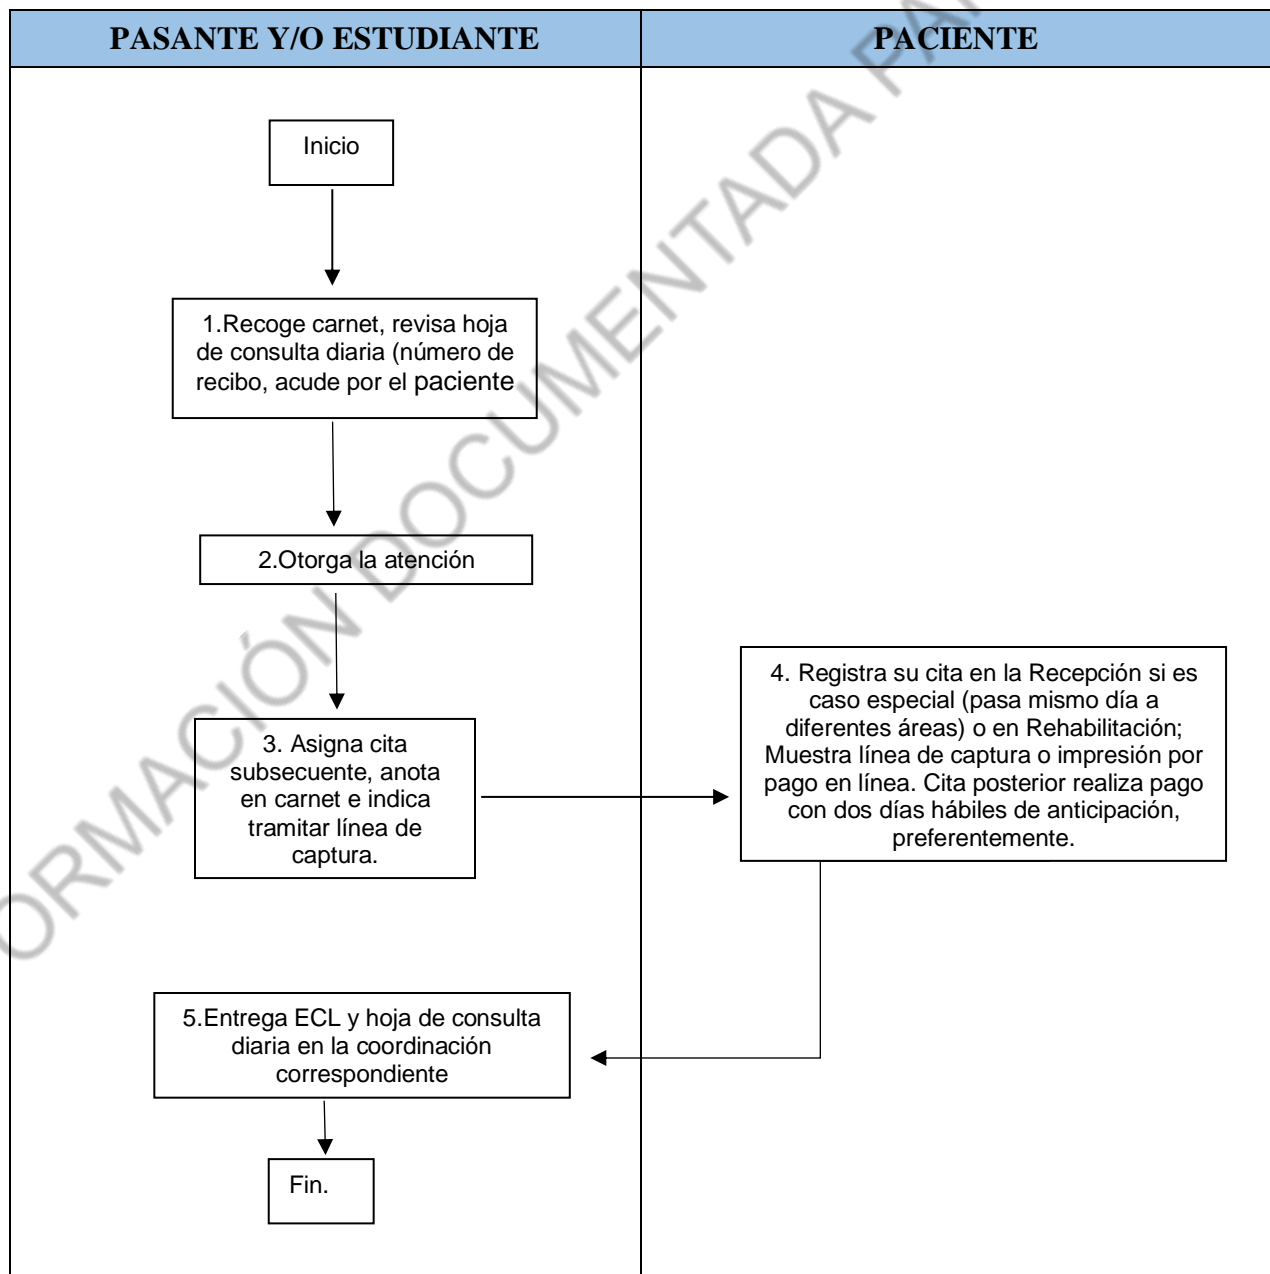 PASANTE Y/O ESTUDIANTE
PACIENTE
Inicio
1.Recoge carnet, revisa hoja
de consulta diaria (número de
recibo, acude por el paciente
2.Otorga la atención
3. Asigna cita
subsecuente, anota
en carnet e indica
tramitar línea de
captura.
4. Registra su cita en la Recepción si es
caso especial (pasa mismo día a
diferentes áreas) o en Rehabilitación;
Muestra línea de captura o impresión por
pago en línea. Cita posterior realiza pago
con dos días hábiles de anticipación,
preferentemente.
5.Entrega ECL y hoja de consulta
diaria en la coordinación
correspondiente
Fin.
ORMACIÓN DOCUMENTADA PA